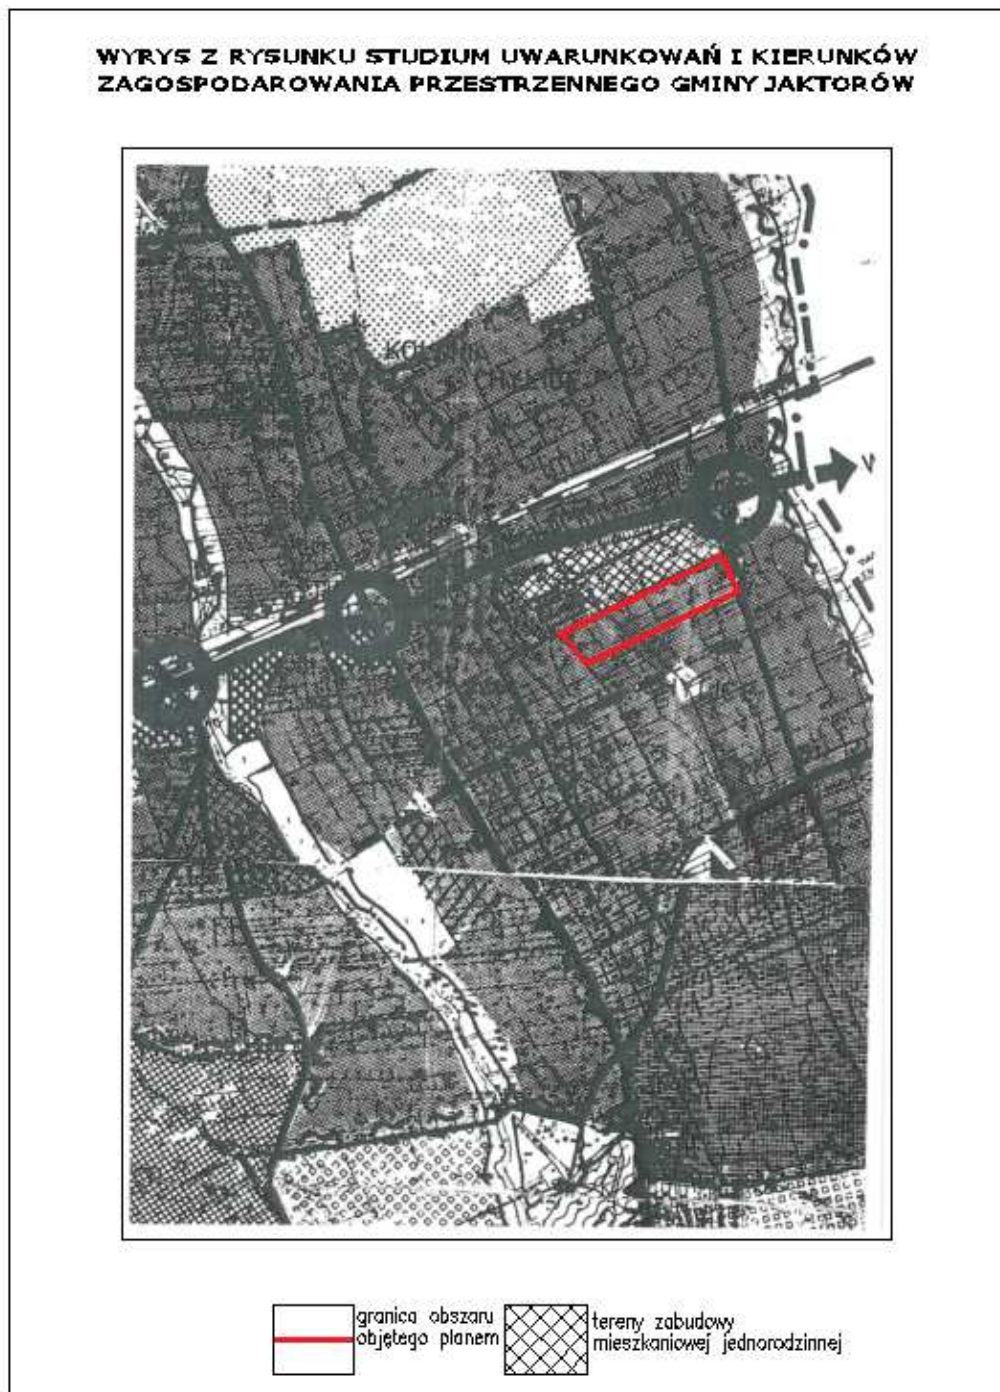 WYRYS Z RYSUNKU STUDIUM UWARUNKOWAŃ I KIERUNKÓW
ZAGOSPODAROWANIA PRZESTRZENNEGO GMINY JAKTORÓW
granica obszaru
objętego planem
tereny zabudowy
mieszkaniowej jednorodzinnej